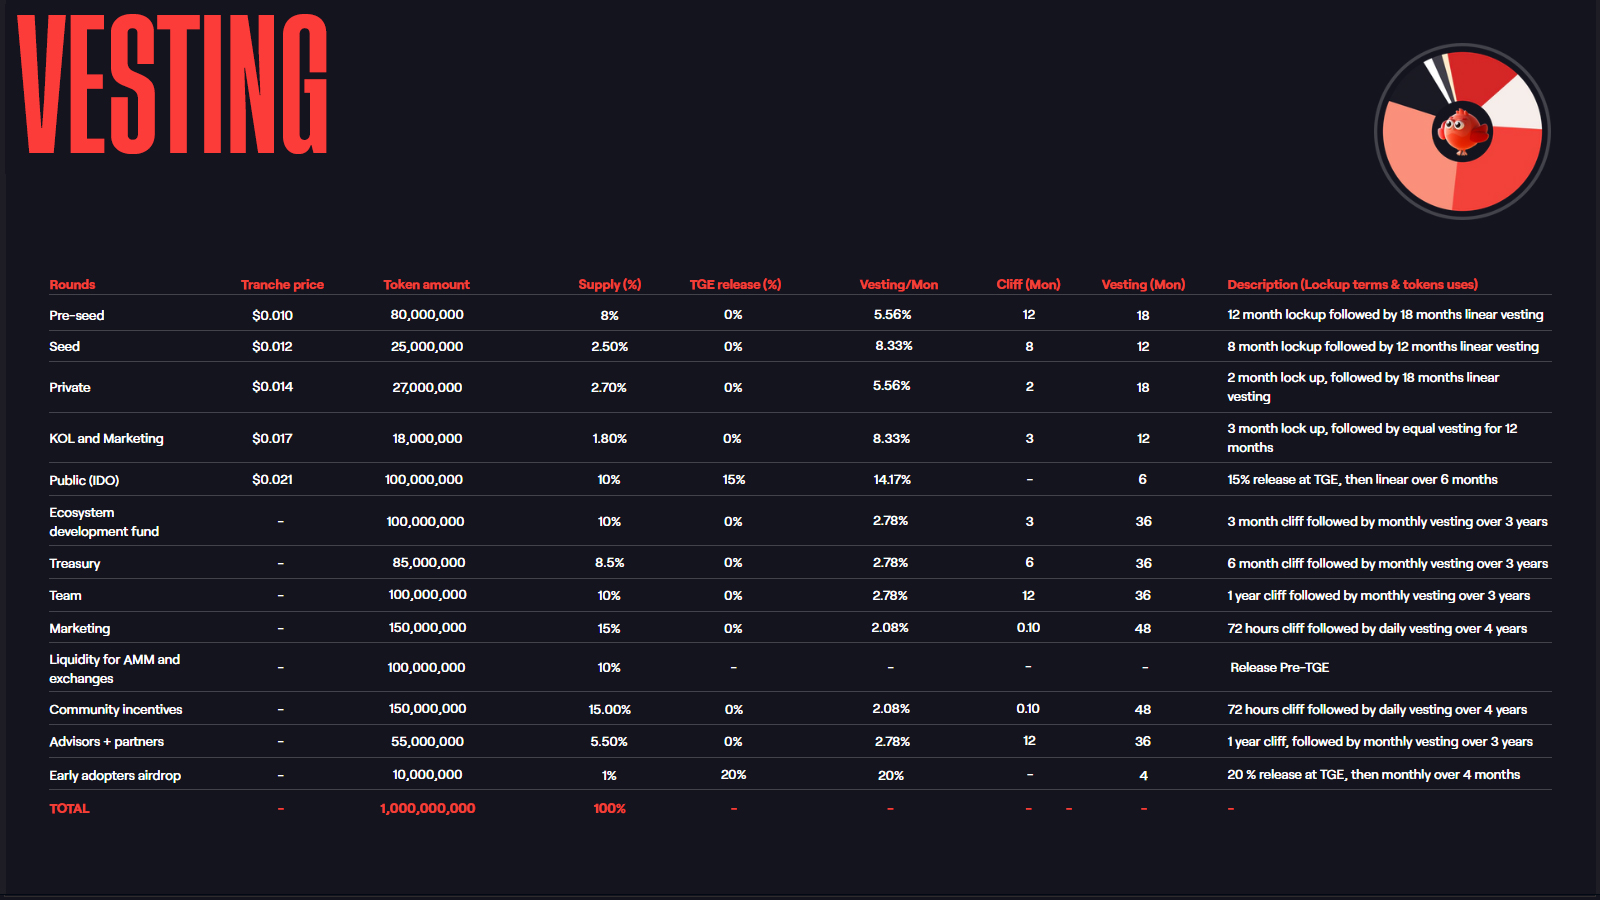 VESTING
Rounds Tranche price Token amount Supply (%) TGE release (%) Vesting/Mon Cliff (Mon) Vesting (Mon) Description (Lockup terms & tokens uses)
Pre-seed $0.010 80,000,000 8% 0% 5.56% 12 18 12 month lockup followed by 18 months linear vesting
Seed $0.012 25,000,000 2.50% 0% 8.33% 8 12 8 month lockup followed by 12 months linear vesting
Private $0.014 27,000,000 2.70% 0% 5.56% 2 18 2 month lock up, followed by 18 months linear
vesting
KOL and Marketing $0.017 18,000,000 1.80% 0% 8.33% 3 12 3 month lock up, followed by equal vesting for 12
months
Public (IDO) $0.021 100,000,000 10% 15% 14.17% - 6 15% release at TGE, then linear over 6 months
Ecosystem
development fund - 100,000,000 10% 0% 2.78% 3 36 3 month cliff followed by monthly vesting over 3 years
Treasury - 85,000,000 8.5% 0% 2.78% 6 36 6 month cliff followed by monthly vesting over 3 years
Team - 100,000,000 10% 0% 2.78% 12 36 1 year cliff followed by monthly vesting over 3 years
Marketing - 150,000,000 15% 0% 2.08% 0.10 48 72 hours cliff followed by daily vesting over 4 years
Liquidity for AMM and
exchanges - 100,000,000 10% - - - - Release Pre-TGE
Community incentives - 150,000,000 15.00% 0% 2.08% 0.10 48 72 hours cliff followed by daily vesting over 4 years
Advisors + partners - 55,000,000 5.50% 0% 2.78% 12 36 1 year cliff, followed by monthly vesting over 3 years
Early adopters airdrop - 10,000,000 1% 20% 20% - 4 20 % release at TGE, then monthly over 4 months
TOTAL - 1,000,000,000 100% - - - - - -